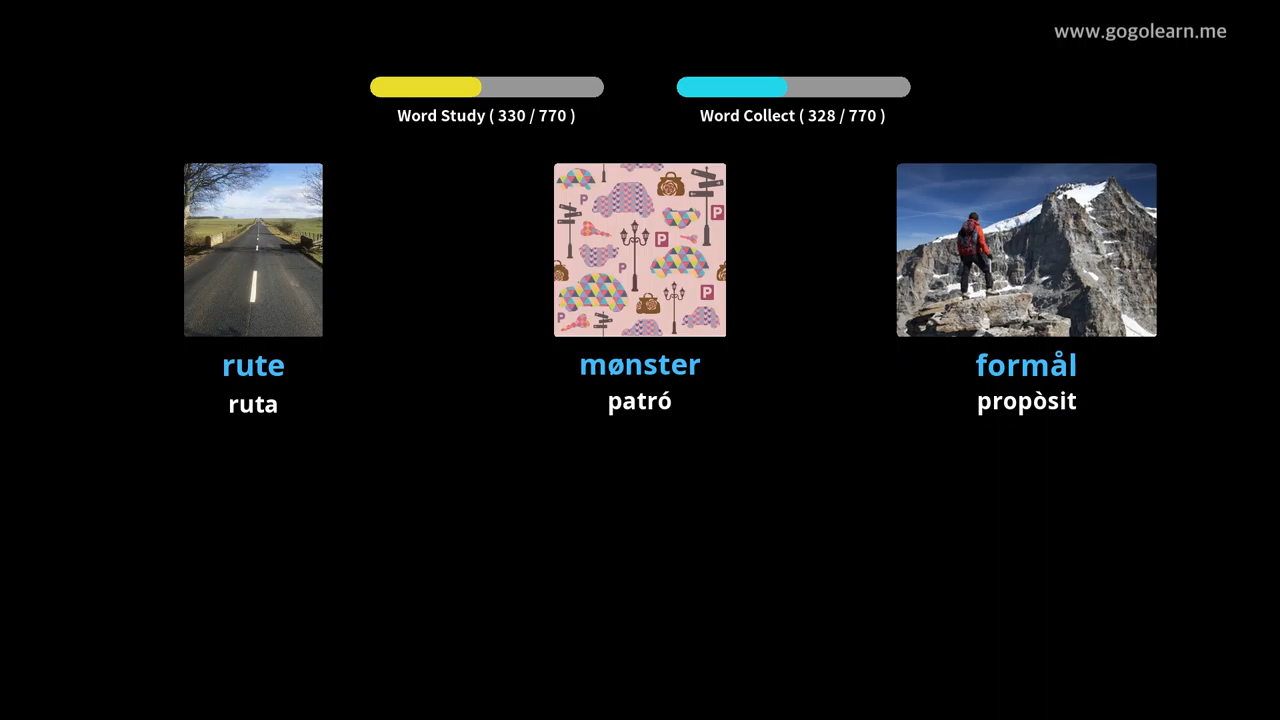 www.gogolearn.me
Word Study ( 330 / 770 )
Word Collect ( 328 / 770 )
P
P
P
P
P
P
rute
mønster
formål
ruta
patró
propòsit